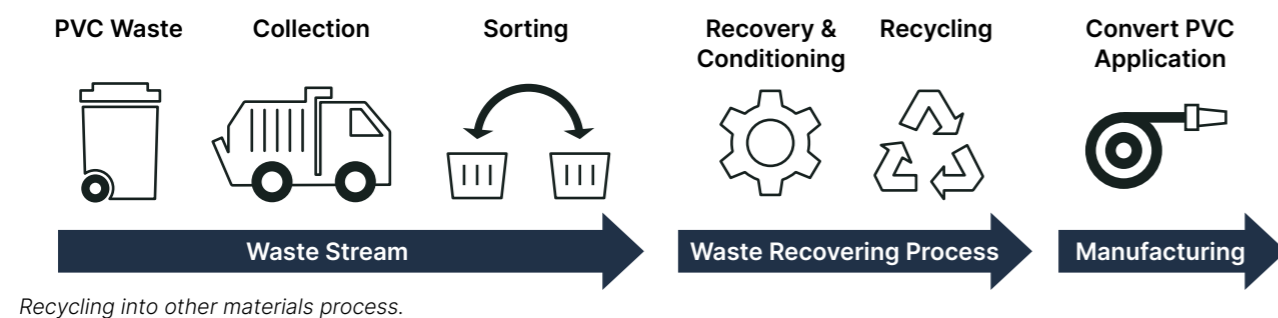 PVC Waste
Collection
Sorting
Recovery &
Conditioning
Recycling
Convert PVC
Application
Waste Stream
Waste Recovering Process
Manufacturing
Recycling into other materials process.